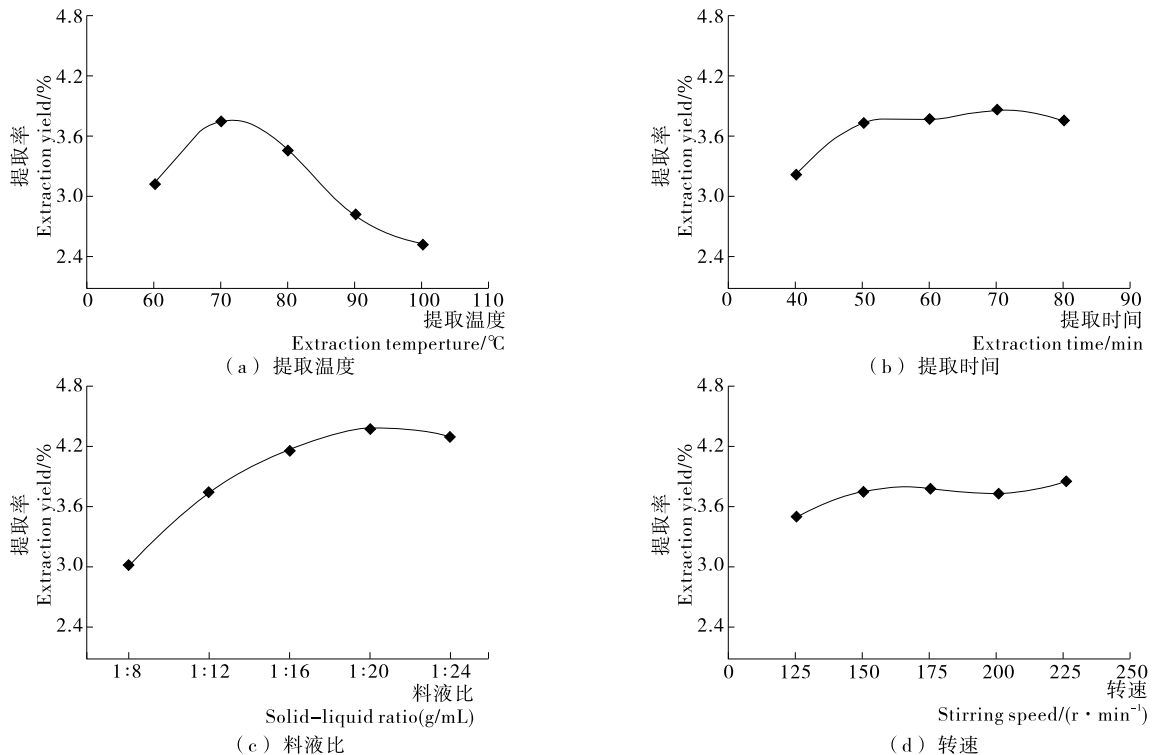 4.8
4.2
3.6
3.0
2.4
提取率
Extraction yield/%
0 60 70 80 90 100 110
提取温度
Extraction temperture/℃
(a) 提取温度
4.8
4.2
3.6
3.0
2.4
提取率
Extraction yield/%
0 40 50 60 70 80 90
提取时间
Extraction time/min
(b) 提取时间
4.8
4.2
3.6
3.0
2.4
提取率
Extraction yield/%
1:8 1:12 1:16 1:20 1:24
料液比
Solid-liquid ratio(g/mL)
(c) 料液比
4.8
4.2
3.6
3.0
2.4
提取率
Extraction yield/%
0 125 150 175 200 225 250
转速
Stirring speed/(r·min⁻¹)
(d) 转速